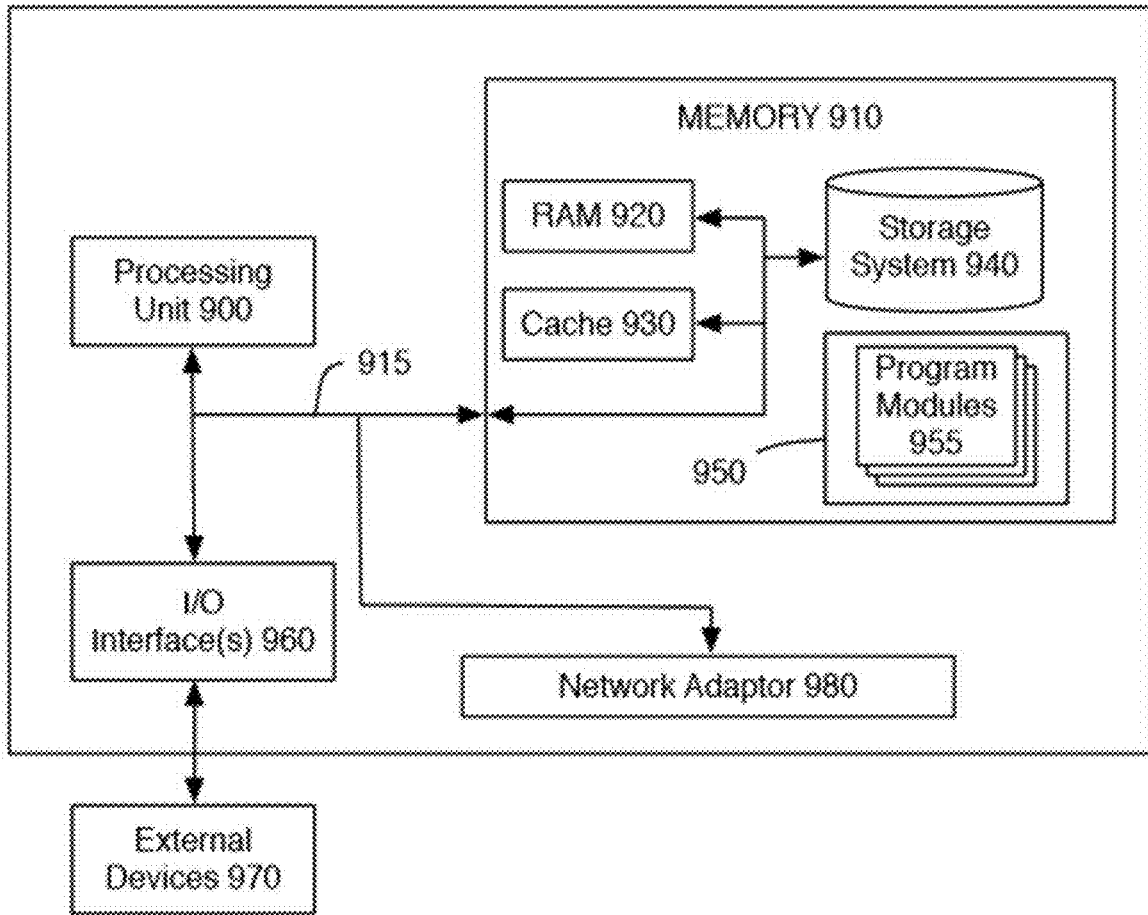 MEMORY 910
RAM 920
Storage
System 940
Processing
Unit 900
Cache 930
915
Program
Modules
955
950
I/O
Interface(s) 960
Network Adaptor 980
External
Devices 970